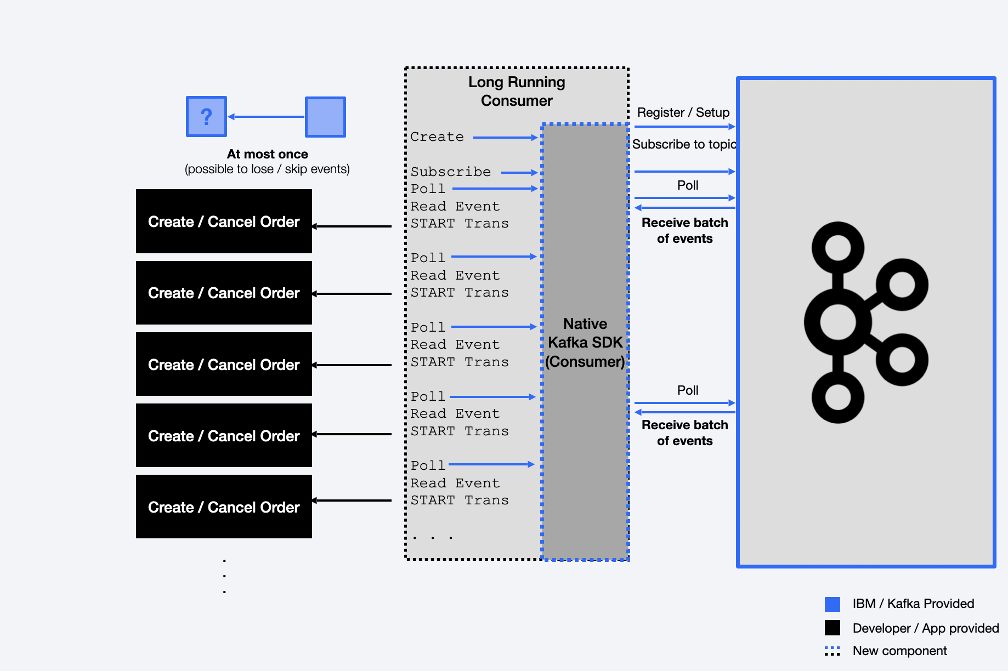 Long Running
Consumer
?
At most once
(possible to lose / skip events)
Create
Subscribe
Poll
Read Event
START Trans
Poll
Read Event
START Trans
Poll
Read Event
START Trans
Poll
Read Event
START Trans
Poll
Read Event
START Trans
. . .
Create / Cancel Order
Create / Cancel Order
Create / Cancel Order
Create / Cancel Order
Create / Cancel Order
.
.
.
Native
Kafka SDK
(Consumer)
Register / Setup
Subscribe to topic
Poll
Receive batch
of events
Poll
Receive batch
of events
IBM / Kafka Provided
Developer / App provided
New component